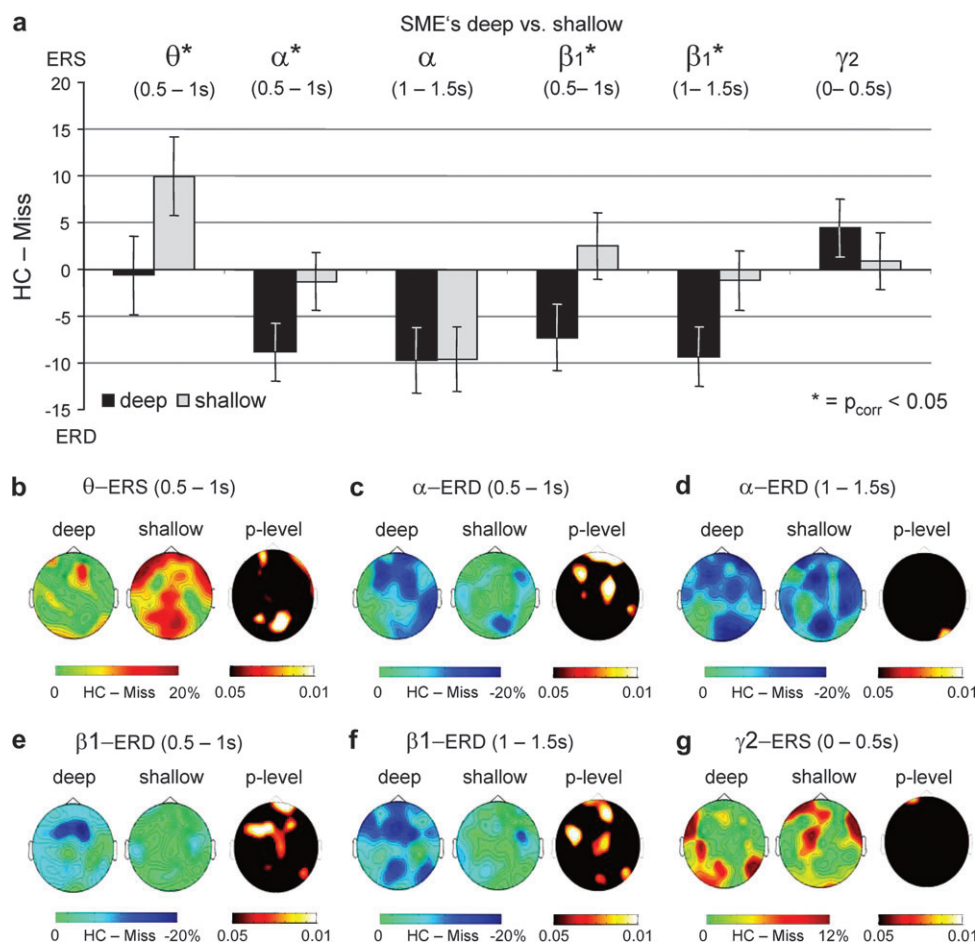 a SME's deep vs. shallow
ERS θ* α* α β1* β1* γ2
(0.5 – 1s) (0.5 – 1s) (1 – 1.5s) (0.5– 1s) (1– 1.5s) (0– 0.5s)
20
15
10
5
0
-5
-10
-15
HC – Miss
deep shallow
* = pcorr < 0.05
ERD
b θ–ERS (0.5 – 1s) c α–ERD (0.5 – 1s) d α–ERD (1 – 1.5s)
deep shallow p-level deep shallow p-level deep shallow p-level
0 HC – Miss 20% 0.05 0.01 0 HC – Miss -20% 0.05 0.01 0 HC – Miss -20% 0.05 0.01
e β1–ERD (0.5 – 1s) f β1–ERD (1 – 1.5s) g γ2–ERS (0 – 0.5s)
deep shallow p-level deep shallow p-level deep shallow p-level
0 HC – Miss -20% 0.05 0.01 0 HC – Miss -20% 0.05 0.01 0 HC – Miss 12% 0.05 0.01